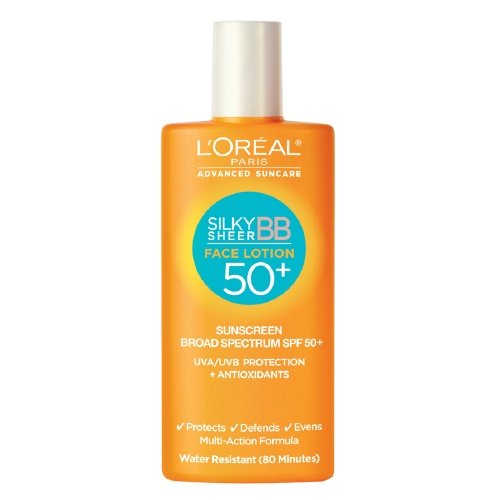 L'ORÉAL
PARIS
ADVANCED SUNCARE
SILKY
SHEER BB
FACE LOTION
50+
SUNSCREEN
BROAD SPECTRUM SPF 50+
UVA/UVB PROTECTION
+ ANTIOXIDANTS
✓Protects ✓Defends ✓Evens
Multi-Action Formula
Water Resistant (80 Minutes)